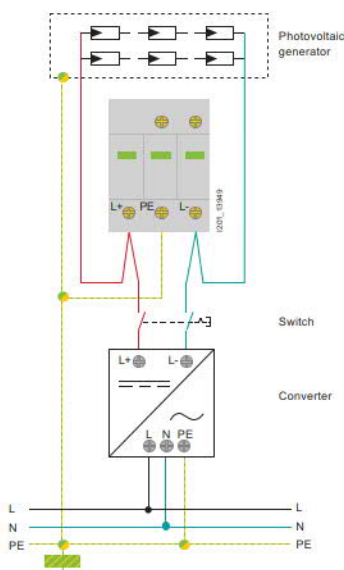 Photovoltaic
generator
L+ PE L-
I201_13949
Switch
L+ L-
Converter
L N PE
L L
N N
PE PE